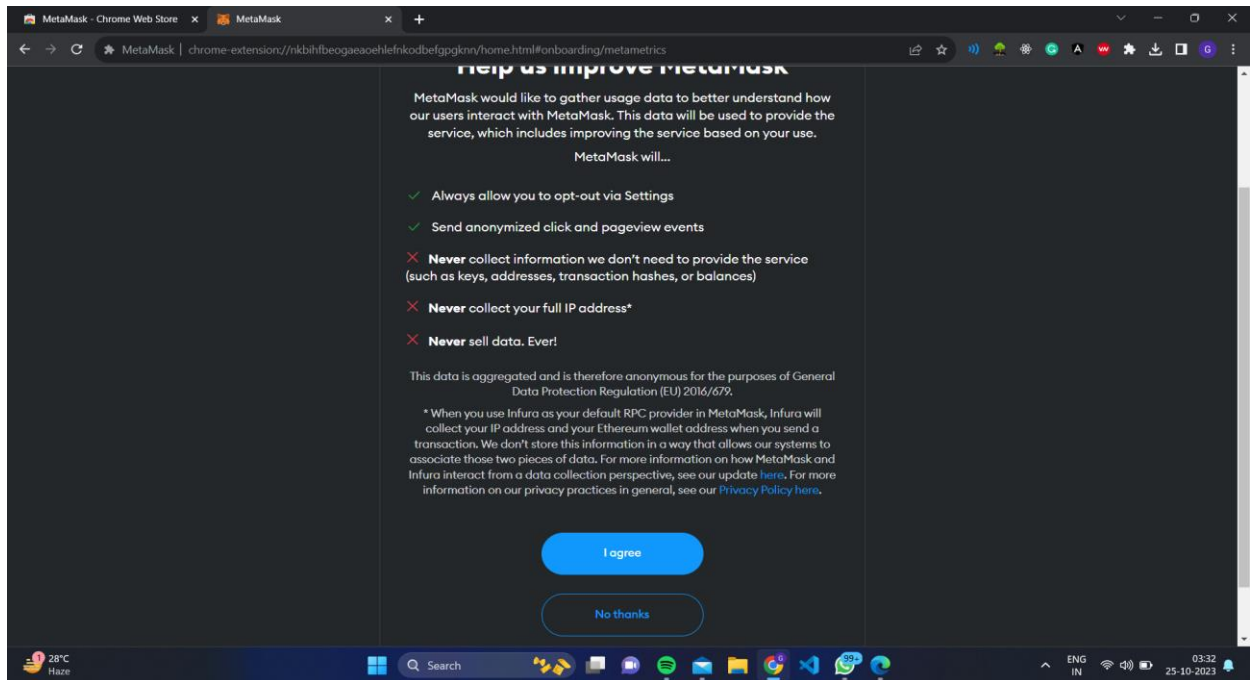 MetaMask - Chrome Web Store
MetaMask
MetaMask | chrome-extension://nkbihfbeogaeaoehlefnkodbefgpgknn/home.html#onboarding/metametrics
Help us improve MetaMask
MetaMask would like to gather usage data to better understand how
our users interact with MetaMask. This data will be used to provide the
service, which includes improving the service based on your use.
MetaMask will...
Always allow you to opt-out via Settings
Send anonymized click and pageview events
Never collect information we don't need to provide the service
(such as keys, addresses, transaction hashes, or balances)
Never collect your full IP address*
Never sell data. Ever!
This data is aggregated and is therefore anonymous for the purposes of General
Data Protection Regulation (EU) 2016/679.
* When you use Infura as your default RPC provider in MetaMask, Infura will
collect your IP address and your Ethereum wallet address when you send a
transaction. We don't store this information in a way that allows our systems to
associate those two pieces of data. For more information on how MetaMask and
Infura interact from a data collection perspective, see our update here. For more
information on our privacy practices in general, see our Privacy Policy here.
I agree
No thanks
1
28°C
Haze
Search
99+
ENG
IN
03:32
25-10-2023